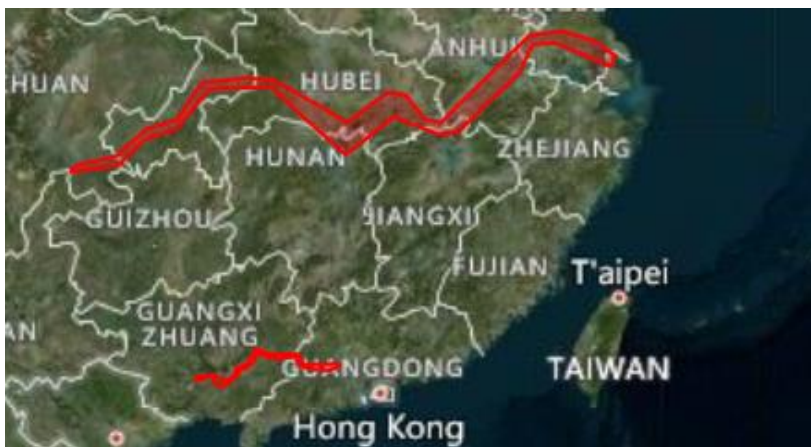 ANHUI
HUAN
HUBEI
HUNAN
ZHEJIANG
GUIZHOU
JIANGXI
FUJIAN
T'aipei
GUANGXI
ZHUANG
AN
GUANGDONG
TAIWAN
Hong Kong